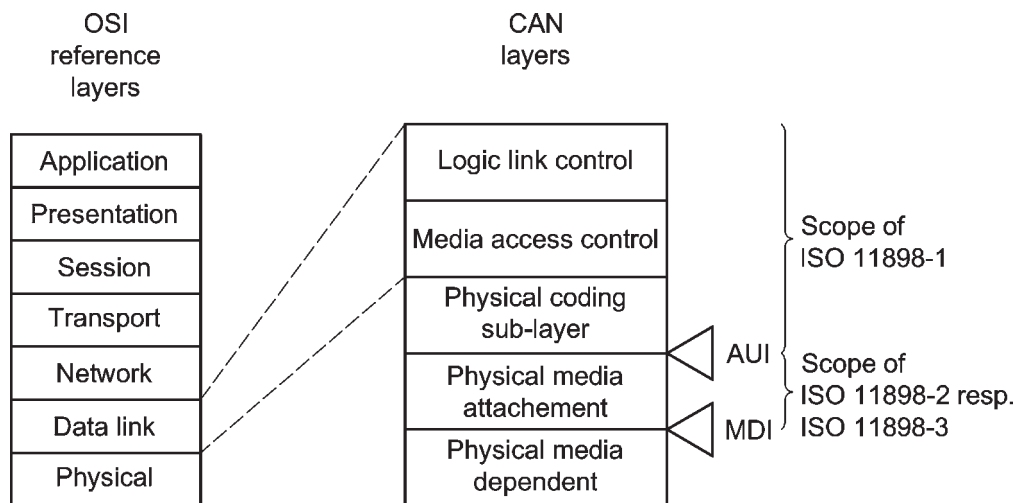 OSI
reference
layers
CAN
layers
Application
Presentation
Session
Transport
Network
Data link
Physical
Logic link control
Media access control
Physical coding
sub-layer
Physical media
attachement
Physical media
dependent
AUI
MDI
Scope of
ISO 11898-1
Scope of
ISO 11898-2 resp.
ISO 11898-3